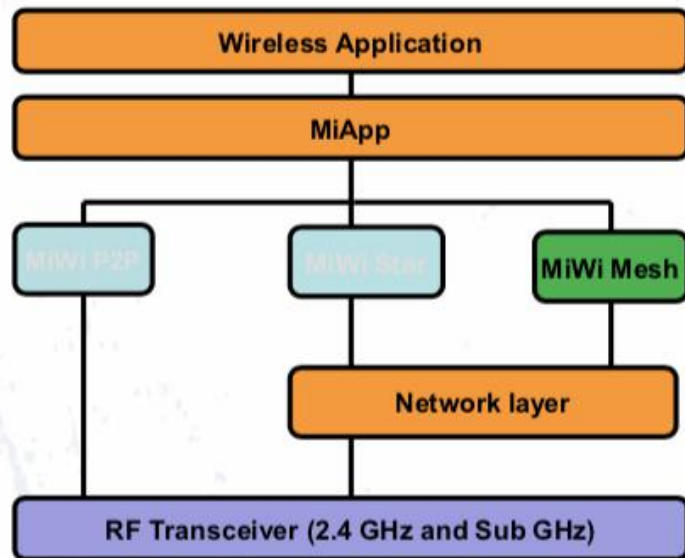 Wireless Application
MiApp
MiWi P2P
MiWi Star
MiWi Mesh
Network layer
RF Transceiver (2.4 GHz and Sub GHz)